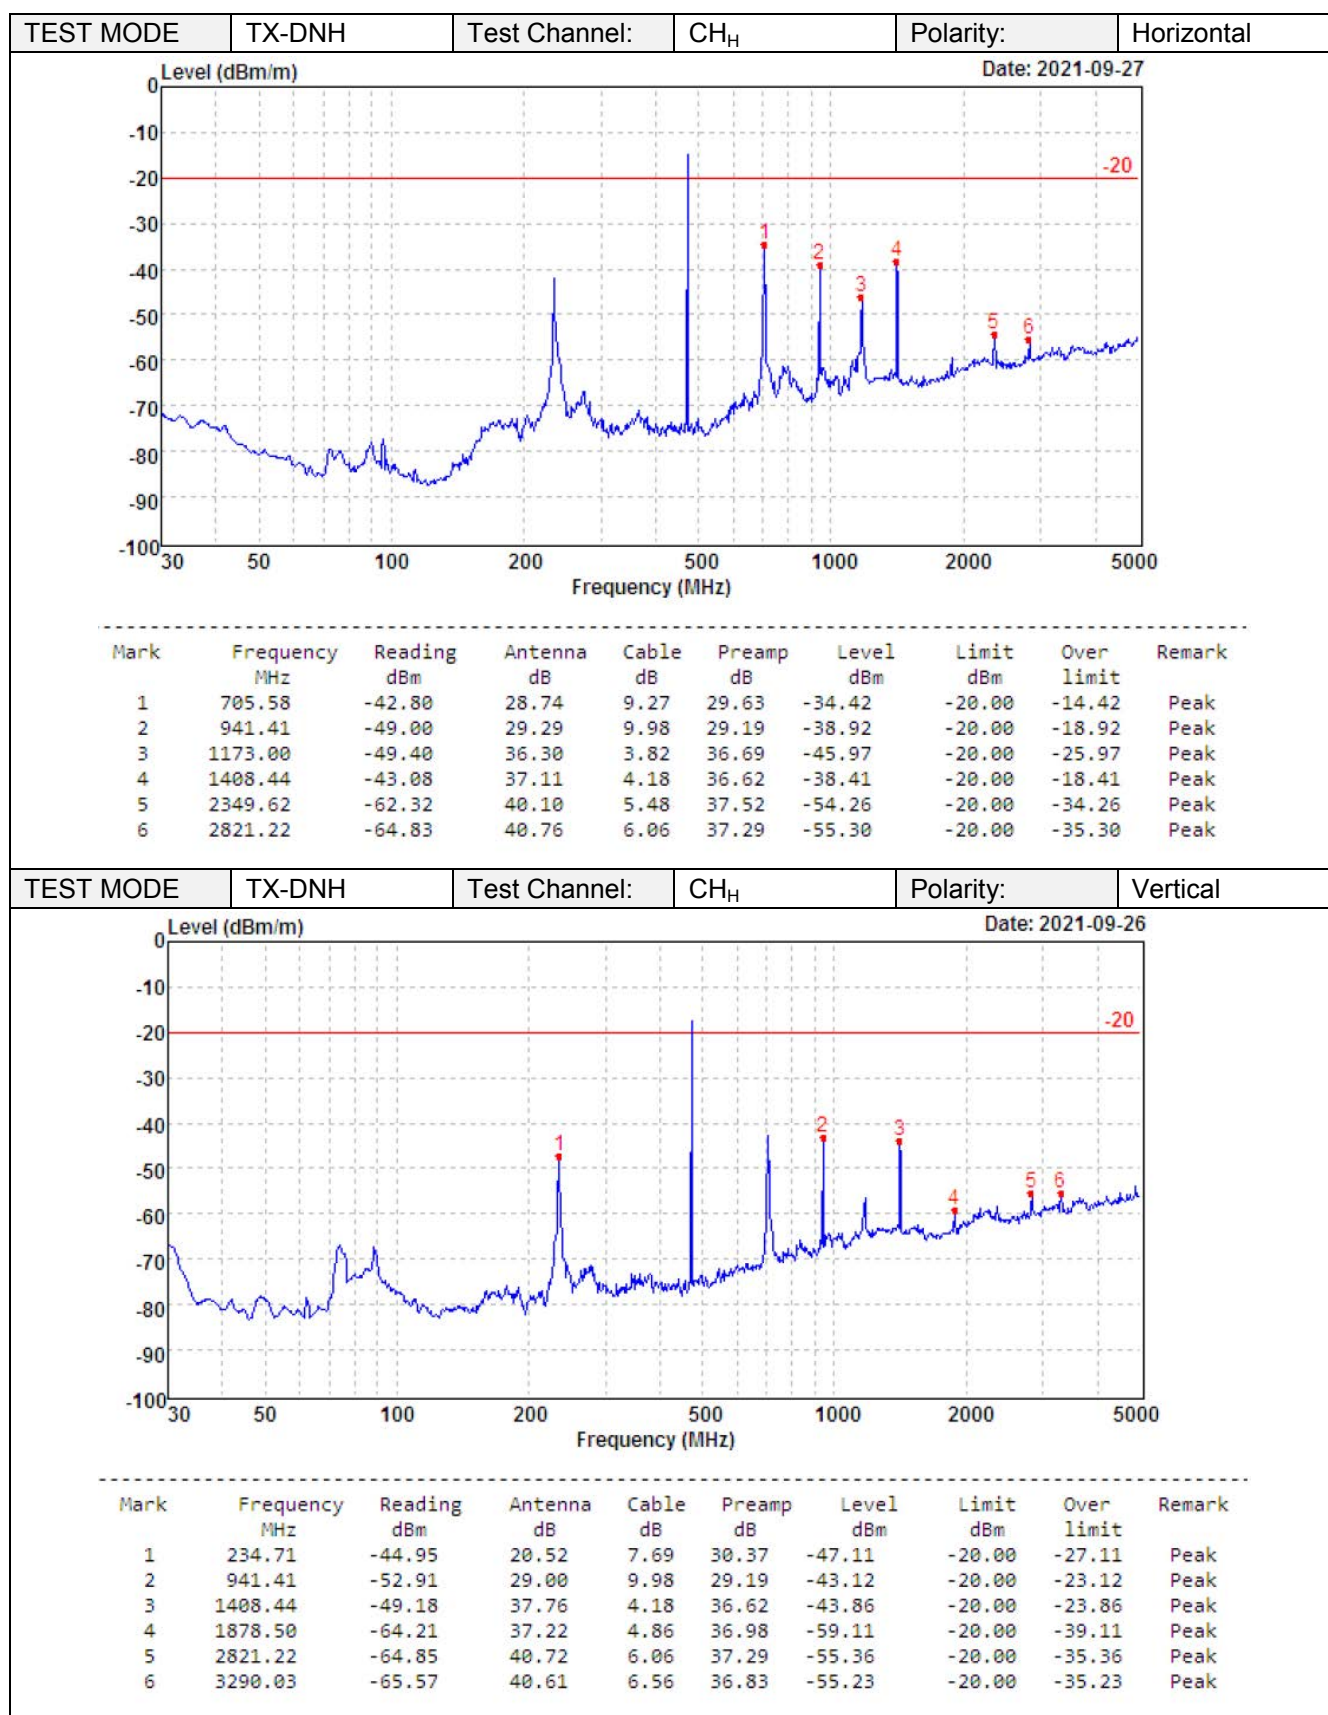 TEST MODE TX-DNH Test Channel: CHH Polarity: Horizontal
Level (dBm/m) Date: 2021-09-27
0
-10
-20 -20
-30
1
2 4
-40
3
-50
5 6
-60
-70
-80
-90
-100
30 50 100 200 500 1000 2000 5000
Frequency (MHz)
Mark Frequency Reading Antenna Cable Preamp Level Limit Over Remark
MHz dBm dB dB dB dBm dBm limit
1 705.58 -42.80 28.74 9.27 29.63 -34.42 -20.00 -14.42 Peak
2 941.41 -49.00 29.29 9.98 29.19 -38.92 -20.00 -18.92 Peak
3 1173.00 -49.40 36.30 3.82 36.69 -45.97 -20.00 -25.97 Peak
4 1408.44 -43.08 37.11 4.18 36.62 -38.41 -20.00 -18.41 Peak
5 2349.62 -62.32 40.10 5.48 37.52 -54.26 -20.00 -34.26 Peak
6 2821.22 -64.83 40.76 6.06 37.29 -55.30 -20.00 -35.30 Peak
TEST MODE TX-DNH Test Channel: CHH Polarity: Vertical
Level (dBm/m) Date: 2021-09-26
0
-10
-20 -20
-30
-40 2 3
1
-50
4 5 6
-60
-70
-80
-90
-100
30 50 100 200 500 1000 2000 5000
Frequency (MHz)
Mark Frequency Reading Antenna Cable Preamp Level Limit Over Remark
MHz dBm dB dB dB dBm dBm limit
1 234.71 -44.95 20.52 7.69 30.37 -47.11 -20.00 -27.11 Peak
2 941.41 -52.91 29.00 9.98 29.19 -43.12 -20.00 -23.12 Peak
3 1408.44 -49.18 37.76 4.18 36.62 -43.86 -20.00 -23.86 Peak
4 1878.50 -64.21 37.22 4.86 36.98 -59.11 -20.00 -39.11 Peak
5 2821.22 -64.85 40.72 6.06 37.29 -55.36 -20.00 -35.36 Peak
6 3290.03 -65.57 40.61 6.56 36.83 -55.23 -20.00 -35.23 Peak